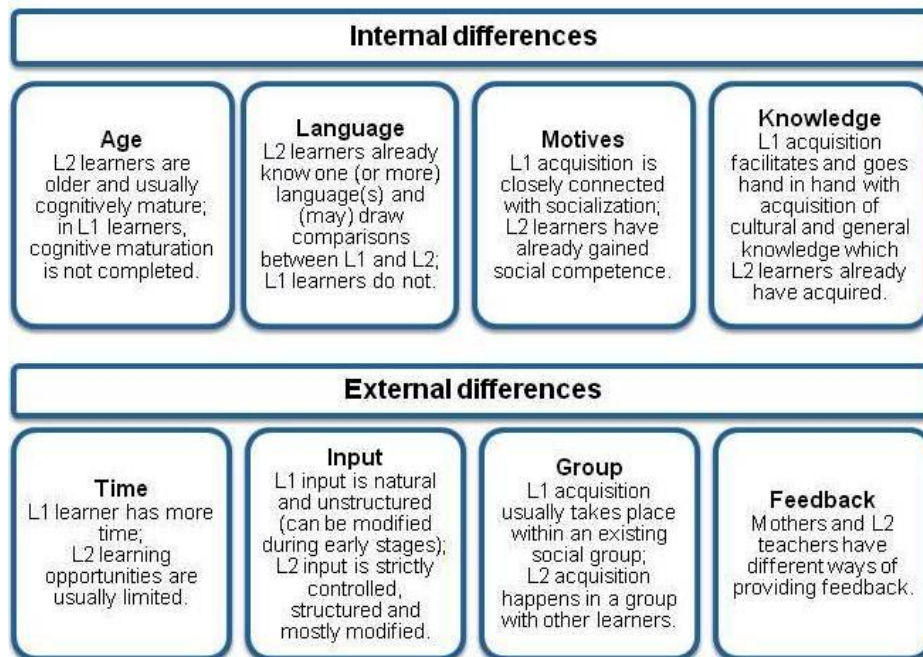 Internal differences
Age
L2 learners are
older and usually
cognitively mature;
in L1 learners,
cognitive maturation
is not completed.
Language
L2 learners already
know one (or more)
language(s) and
(may) draw
comparisons
between L1 and L2;
L1 learners do not.
Motives
L1 acquisition is
closely connected
with socialization;
L2 learners have
already gained
social competence.
Knowledge
L1 acquisition
facilitates and goes
hand in hand with
acquisition of
cultural and general
knowledge which
L2 learners already
have acquired.
External differences
Time
L1 learner has more
time;
L2 learning
opportunities are
usually limited.
Input
L1 input is natural
and unstructured
(can be modified
during early stages);
L2 input is strictly
controlled,
structured and
mostly modified.
Group
L1 acquisition
usually takes place
within an existing
social group;
L2 acquisition
happens in a group
with other learners.
Feedback
Mothers and L2
teachers have
different ways of
providing feedback.